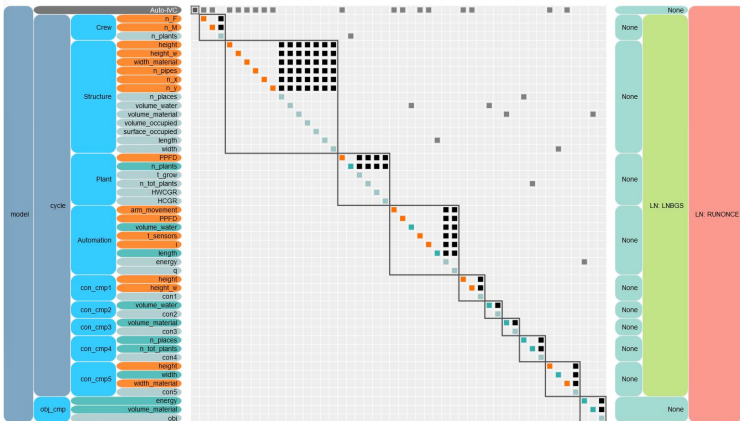 Auto-IVC
None
model
cycle
Crew
n_F
n_M
n_plants
None
Structure
height
height_w
width_material
n_pipes
n_x
n_y
n_places
volume_water
volume_material
volume_occupied
surface_occupied
length
width
None
Plant
PPFD
n_plants
t_grow
n_tot_plants
HWCGR
HCGR
None
Automation
arm_movement
PPFD
volume_water
t_sensors
length
energy
q
None
con_cmp1
height
height_w
con1
None
con_cmp2
volume_water
con2
None
con_cmp3
volume_material
con3
None
con_cmp4
n_places
n_tot_plants
con4
None
con_cmp5
height
width
width_material
con5
None
LN: LNBGS
LN: RUNONCE
obj_cmp
energy
volume_material
obj
None